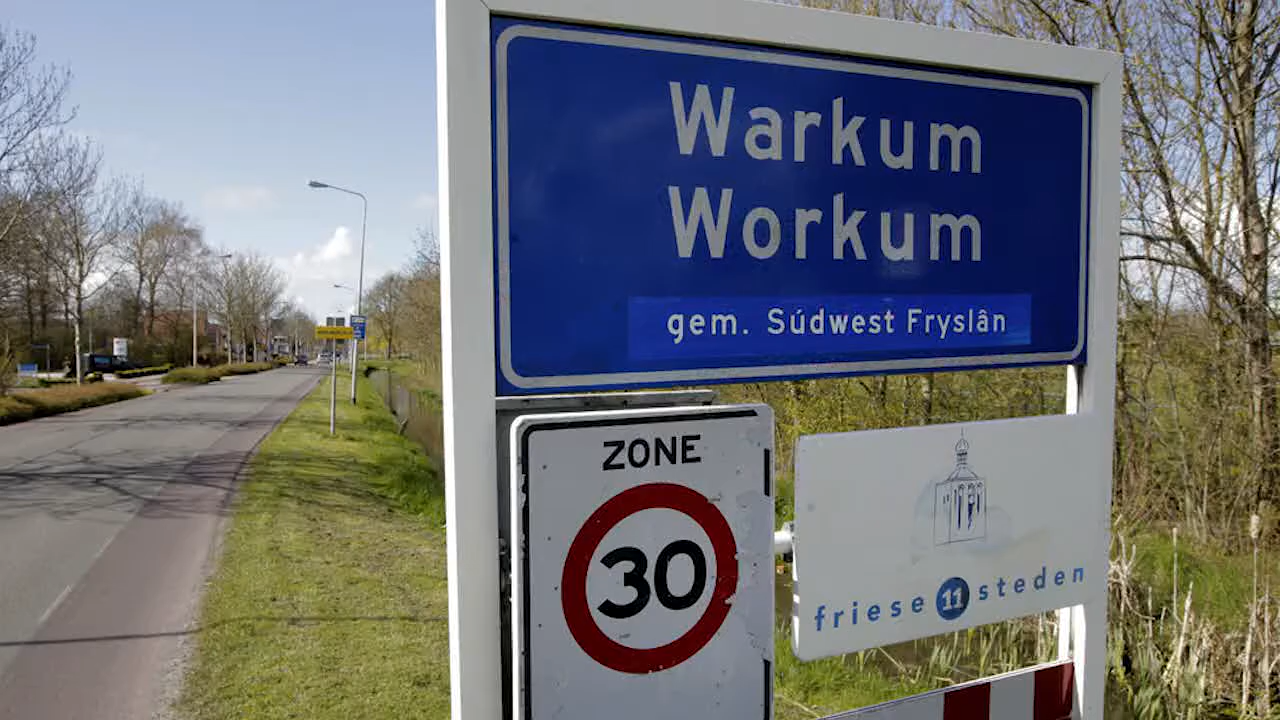 Warkum
Workum
gem. Súdwest Fryslân
ZONE
30
friese 11 steden